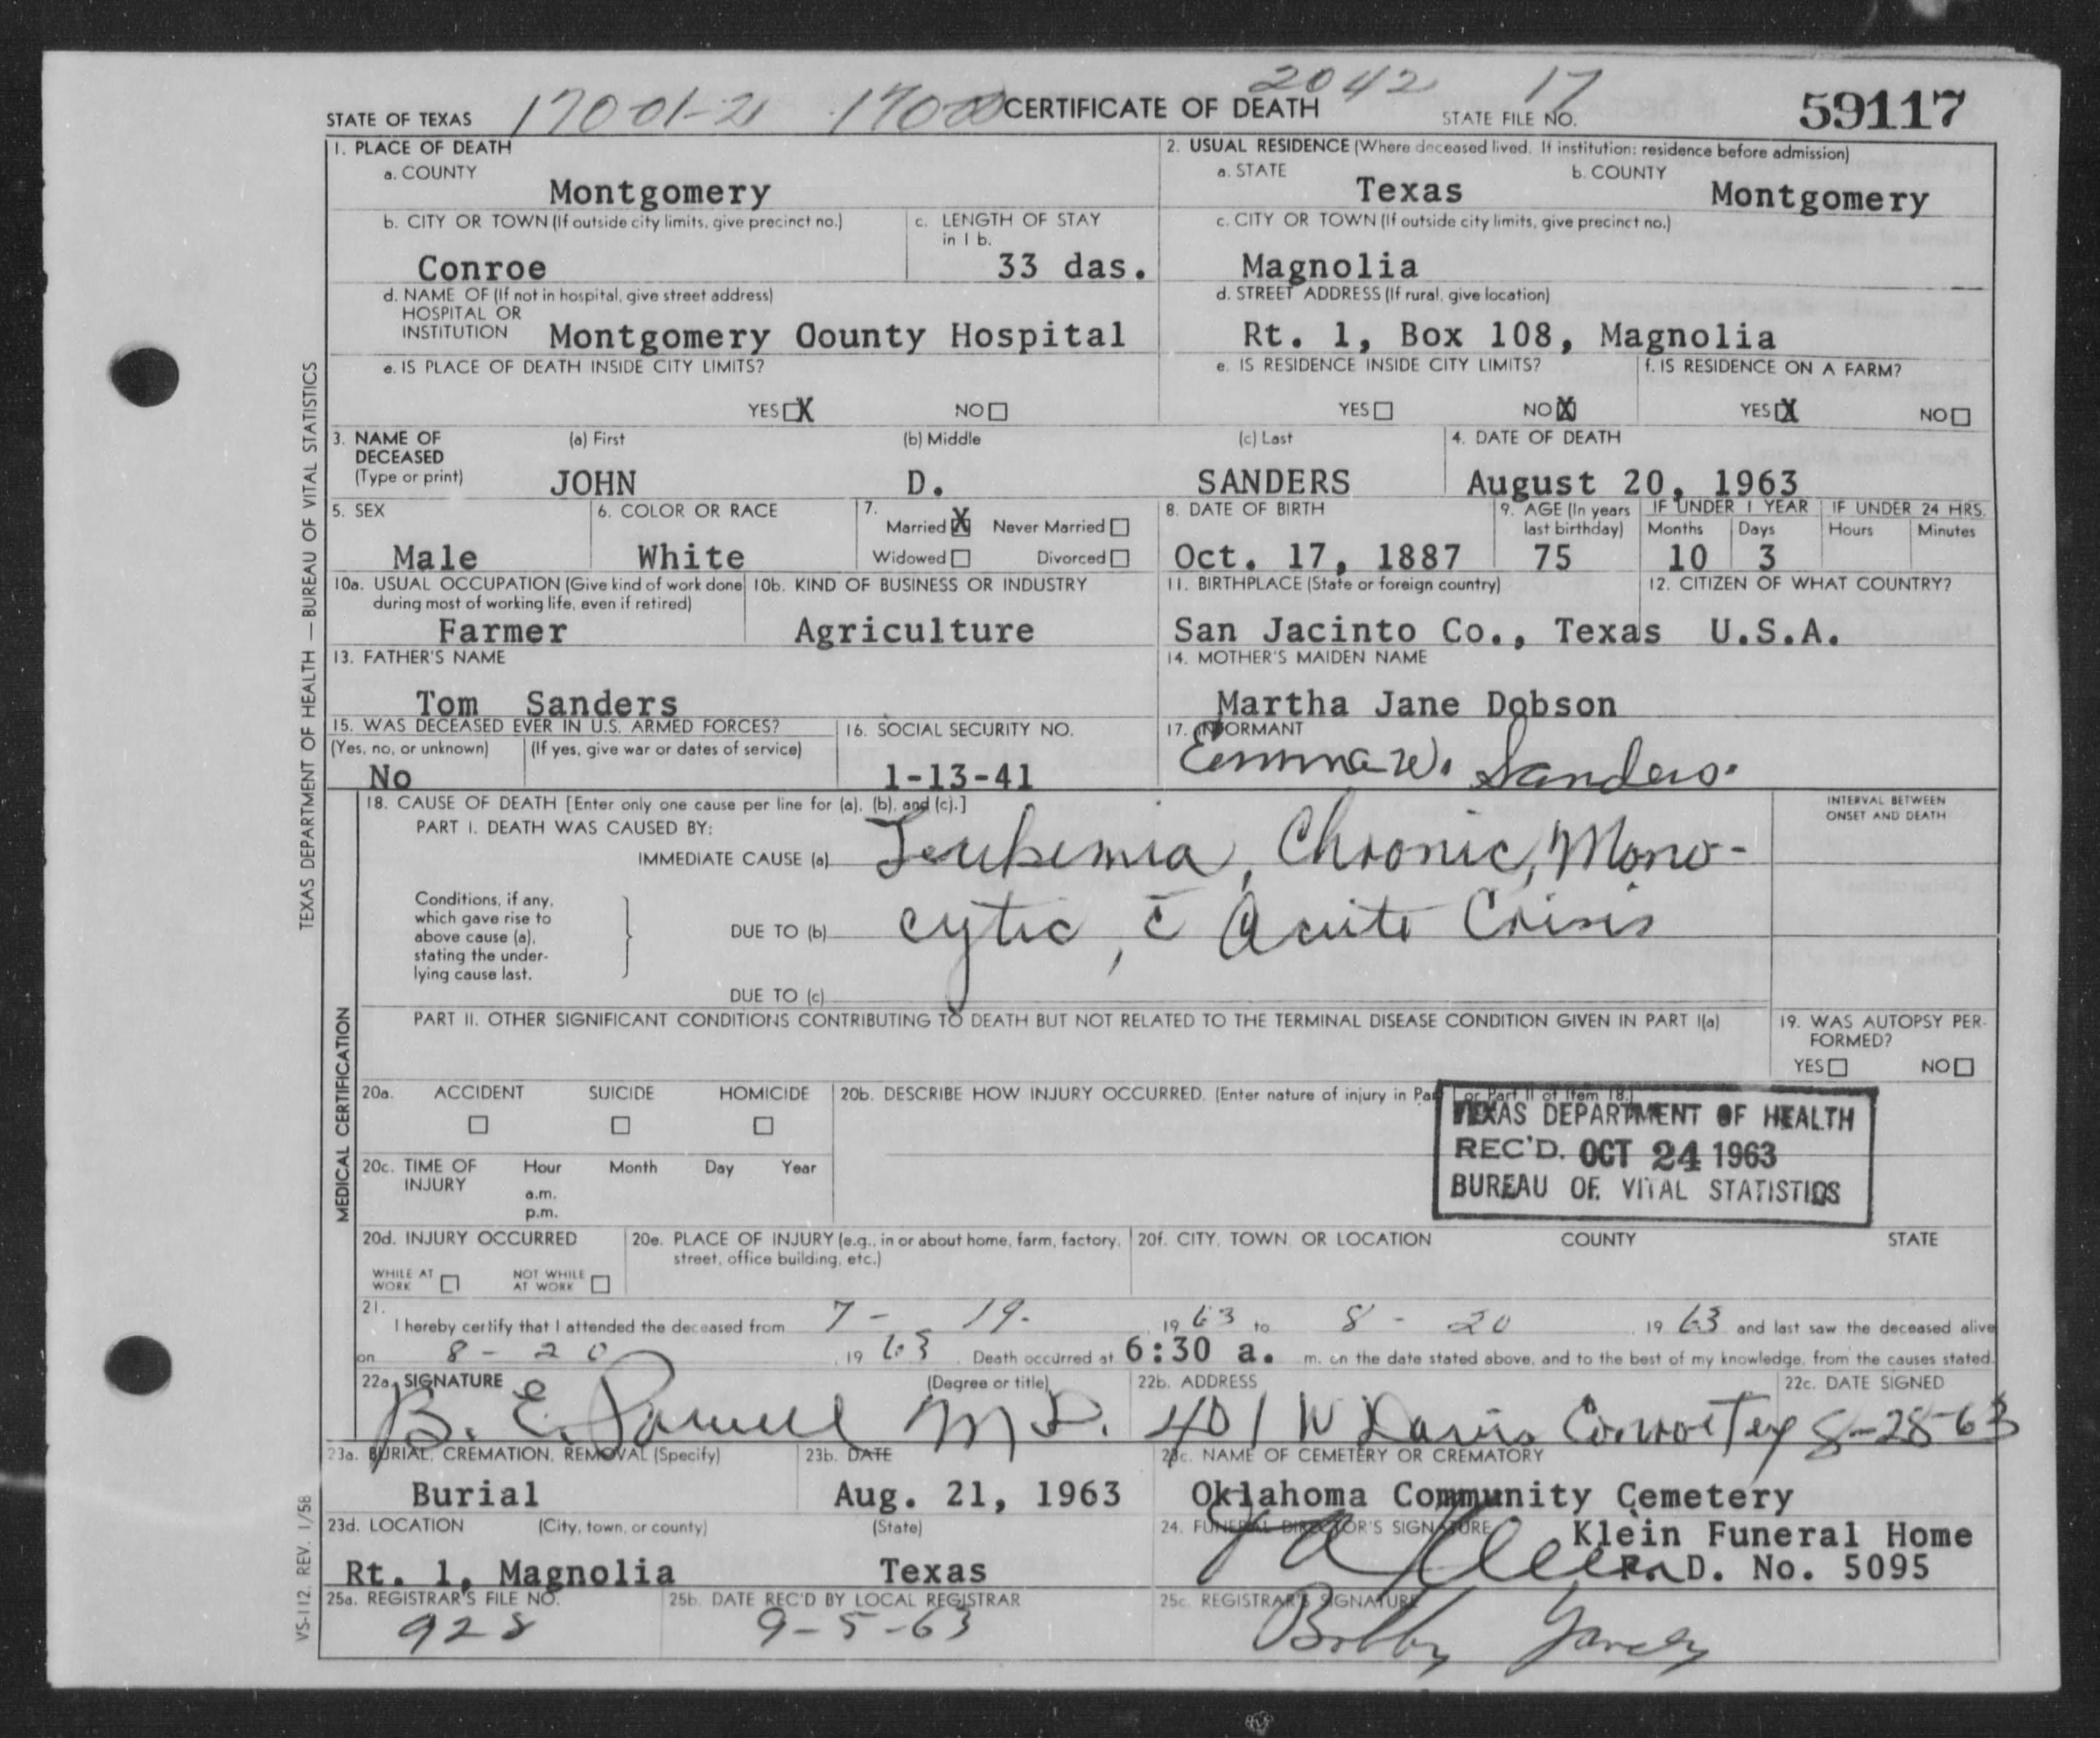 2042 17
STATE OF TEXAS 17001-21 CERTIFICATE OF DEATH STATE FILE NO. 59117
1. PLACE OF DEATH
a. COUNTY
Montgomery
2. USUAL RESIDENCE (Where deceased lived. If institution: residence before admission)
a. STATE b. COUNTY
Texas Montgomery
b. CITY OR TOWN (If outside city limits, give precinct no.) c. LENGTH OF STAY
in 1 b.
Conroe 33 das.
c. CITY OR TOWN (If outside city limits, give precinct no.)
Magnolia
d. NAME OF (If not in hospital, give street address)
HOSPITAL OR
INSTITUTION Montgomery Oounty Hospital
d. STREET ADDRESS (If rural, give location)
Rt. 1, Box 108, Magnolia
e. IS PLACE OF DEATH INSIDE CITY LIMITS?
YES X NO
e. IS RESIDENCE INSIDE CITY LIMITS? f. IS RESIDENCE ON A FARM?
YES NO X YES X NO
3. NAME OF (a) First (b) Middle (c) Last 4. DATE OF DEATH
DECEASED
(Type or print) JOHN D. SANDERS August 20, 1963
5. SEX 6. COLOR OR RACE 7.
Married X Never Married
Male White Widowed Divorced
8. DATE OF BIRTH 9. AGE (In years IF UNDER 1 YEAR IF UNDER 24 HRS.
last birthday) Months Days Hours Minutes
Oct. 17, 1887 75 10 3
10a. USUAL OCCUPATION (Give kind of work done 10b. KIND OF BUSINESS OR INDUSTRY
during most of working life, even if retired)
Farmer Agriculture
11. BIRTHPLACE (State or foreign country) 12. CITIZEN OF WHAT COUNTRY?
San Jacinto Co., Texas U.S.A.
13. FATHER'S NAME 14. MOTHER'S MAIDEN NAME
Tom Sanders Martha Jane Dobson
15. WAS DECEASED EVER IN U.S. ARMED FORCES? 16. SOCIAL SECURITY NO. 17. INFORMANT
(Yes, no, or unknown) (If yes, give war or dates of service)
No 1-13-41 Emma W. Sanders.
18. CAUSE OF DEATH [Enter only one cause per line for (a), (b), and (c).] INTERVAL BETWEEN
ONSET AND DEATH
PART I. DEATH WAS CAUSED BY:
IMMEDIATE CAUSE (a) Leukemia, Chronic, Mono-
Conditions, if any,
which gave rise to
above cause (a),
stating the under-
lying cause last.
DUE TO (b) cytic, c̄ Acute Crisis
DUE TO (c)
PART II. OTHER SIGNIFICANT CONDITIONS CONTRIBUTING TO DEATH BUT NOT RELATED TO THE TERMINAL DISEASE CONDITION GIVEN IN PART I(a)
19. WAS AUTOPSY PER-
FORMED?
YES NO
20a. ACCIDENT SUICIDE HOMICIDE 20b. DESCRIBE HOW INJURY OCCURRED. (Enter nature of injury in Part I or Part II of Item 18.)
TEXAS DEPARTMENT OF HEALTH
REC'D. OCT 24 1963
BUREAU OF VITAL STATISTICS
20c. TIME OF Hour Month Day Year
INJURY
a.m.
p.m.
20d. INJURY OCCURRED 20e. PLACE OF INJURY (e.g., in or about home, farm, factory, 20f. CITY, TOWN, OR LOCATION COUNTY STATE
street, office building, etc.)
WHILE AT WORK NOT WHILE AT WORK
21.
I hereby certify that I attended the deceased from 7 - 19. 1963 to 8 - 20 1963 and last saw the deceased alive
on 8 - 20 1963. Death occurred at 6:30 a. m. on the date stated above, and to the best of my knowledge, from the causes stated.
22a. SIGNATURE (Degree or title) 22b. ADDRESS 22c. DATE SIGNED
B. E. M D. 401 W Davis Conroe Tex 8-28-63
23a. BURIAL, CREMATION, REMOVAL (Specify) 23b. DATE 23c. NAME OF CEMETERY OR CREMATORY
Burial Aug. 21, 1963 Oklahoma Community Cemetery
23d. LOCATION (City, town, or county) (State) 24. FUNERAL DIRECTOR'S SIGNATURE Klein Funeral Home
Rt. 1, Magnolia Texas Klein F. D. No. 5095
25a. REGISTRAR'S FILE NO. 25b. DATE REC'D BY LOCAL REGISTRAR 25c. REGISTRAR'S SIGNATURE
928 9-5-63 Bobby
TEXAS DEPARTMENT OF HEALTH — BUREAU OF VITAL STATISTICS
MEDICAL CERTIFICATION
VS-112. REV. 1/58